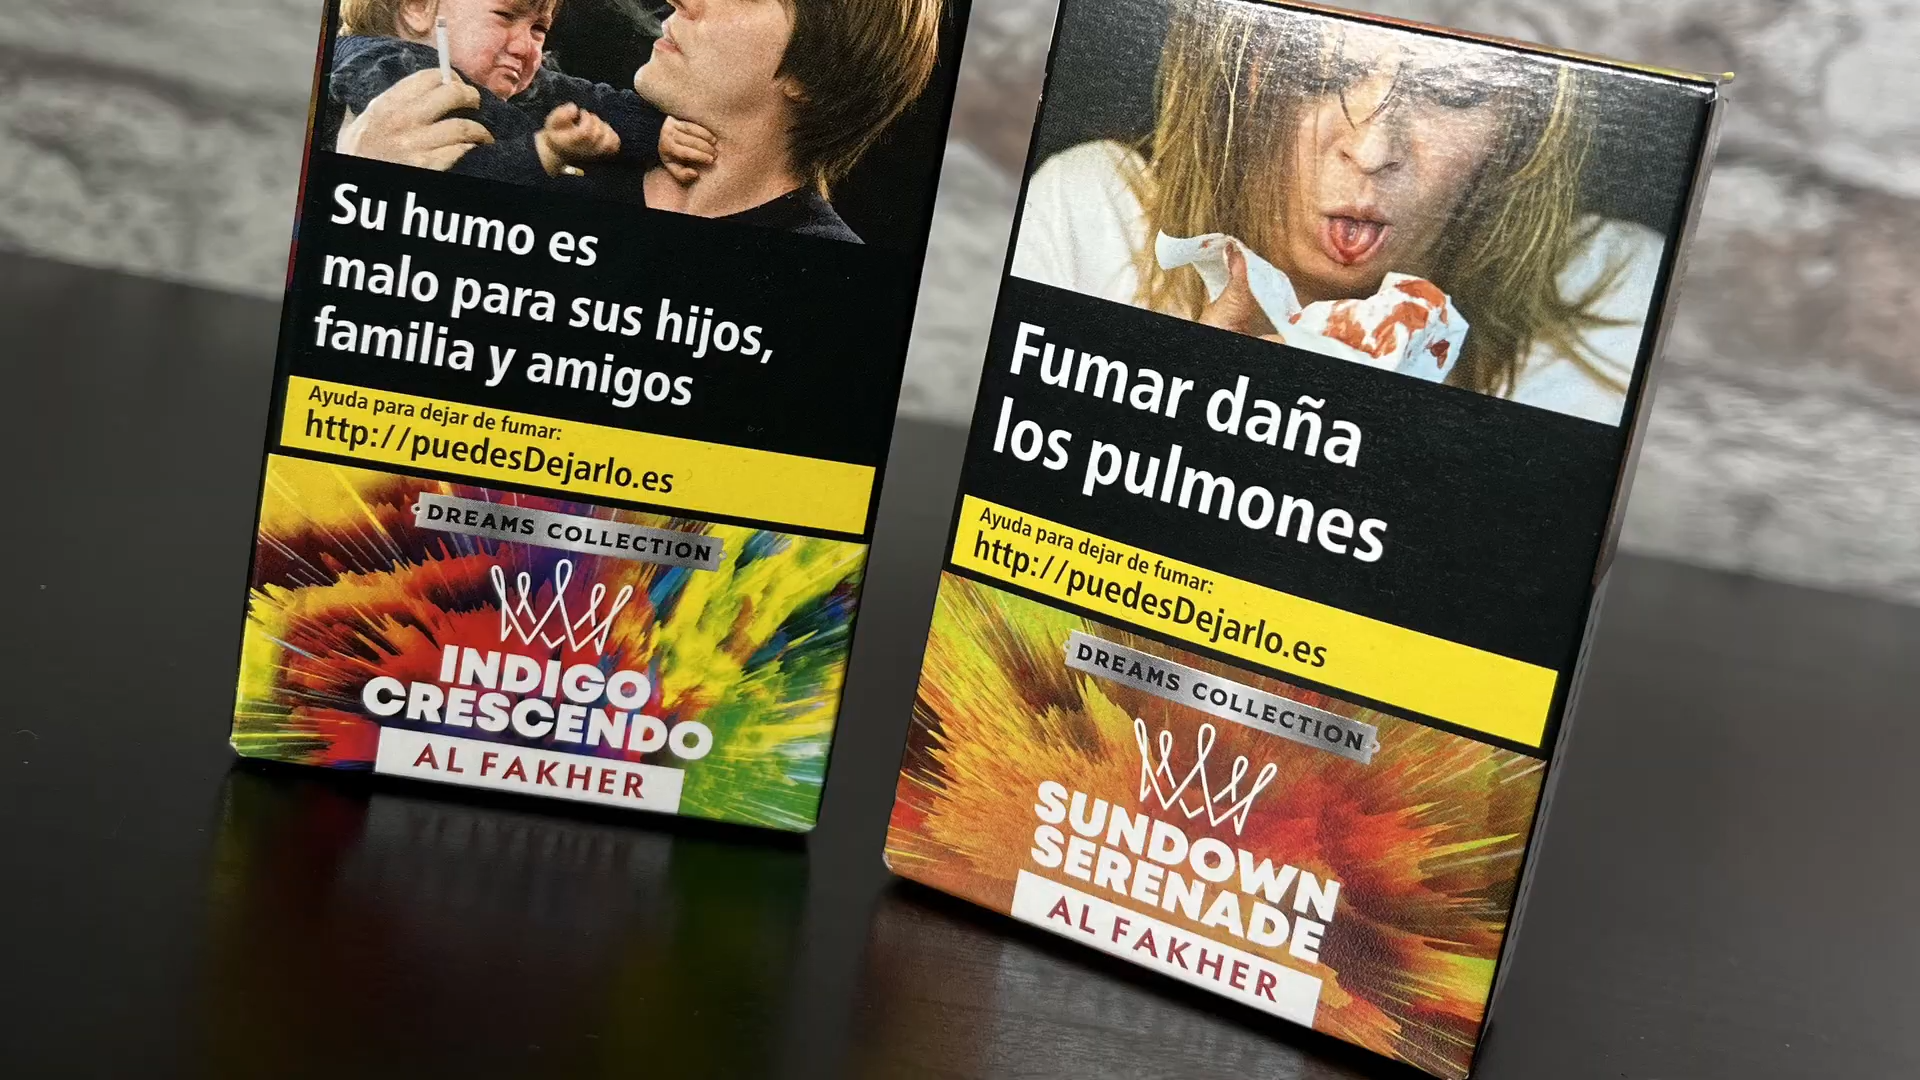 Su humo es
malo para sus hijos,
familia y amigos
Ayuda para dejar de fumar:
http://puedesDejarlo.es
DREAMS COLLECTION
INDIGO
CRESCENDO
AL FAKHER
Fumar daña
los pulmones
Ayuda para dejar de fumar:
http://puedesDejarlo.es
DREAMS COLLECTION
SUNDOWN
SERENADE
AL FAKHER